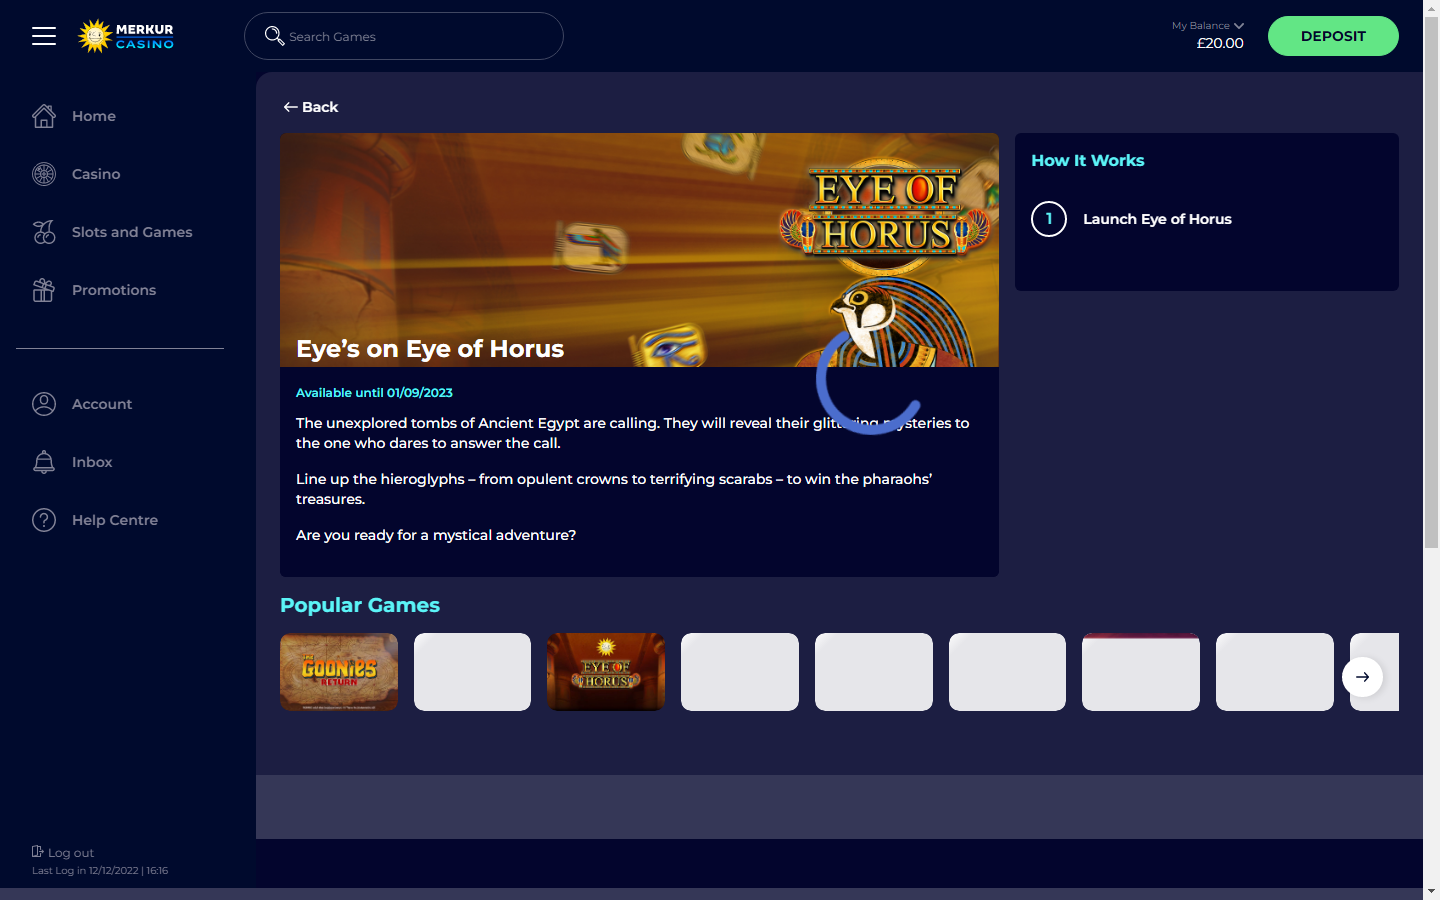 MERKUR
CASINO
Search Games
My Balance
£20.00
DEPOSIT
Home
Casino
Slots and Games
Promotions
Account
Inbox
Help Centre
Log out
Last Log in 12/12/2022 | 16:16
Back
EYE OF
HORUS
Eye’s on Eye of Horus
Available until 01/09/2023
The unexplored tombs of Ancient Egypt are calling. They will reveal their glittering mysteries to
the one who dares to answer the call.
Line up the hieroglyphs – from opulent crowns to terrifying scarabs – to win the pharaohs’
treasures.
Are you ready for a mystical adventure?
How It Works
1 Launch Eye of Horus
Popular Games
THE
GOONIES
RETURN
EYE OF
HORUS